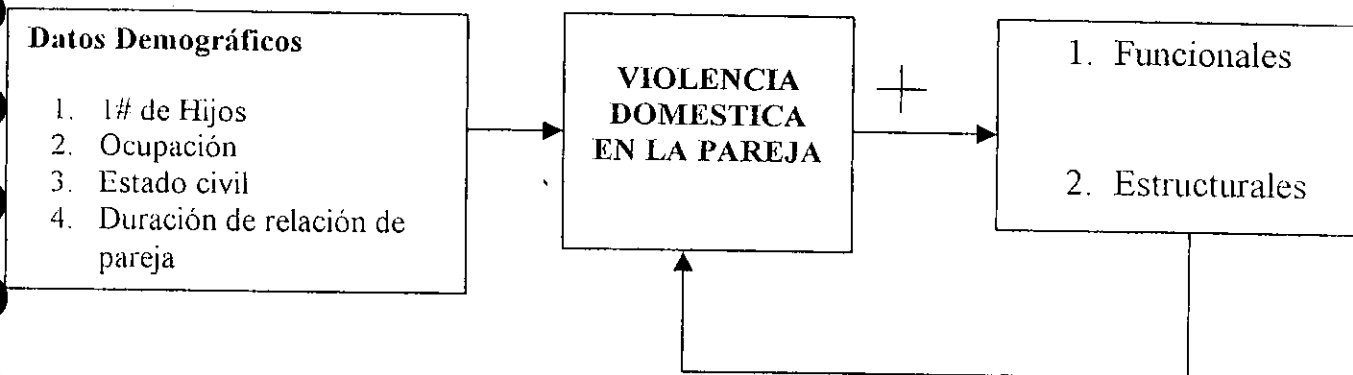 Datos Demográficos
1. 1# de Hijos
2. Ocupación
3. Estado civil
4. Duración de relación de
pareja
VIOLENCIA
DOMESTICA
EN LA PAREJA
+
1. Funcionales
2. Estructurales